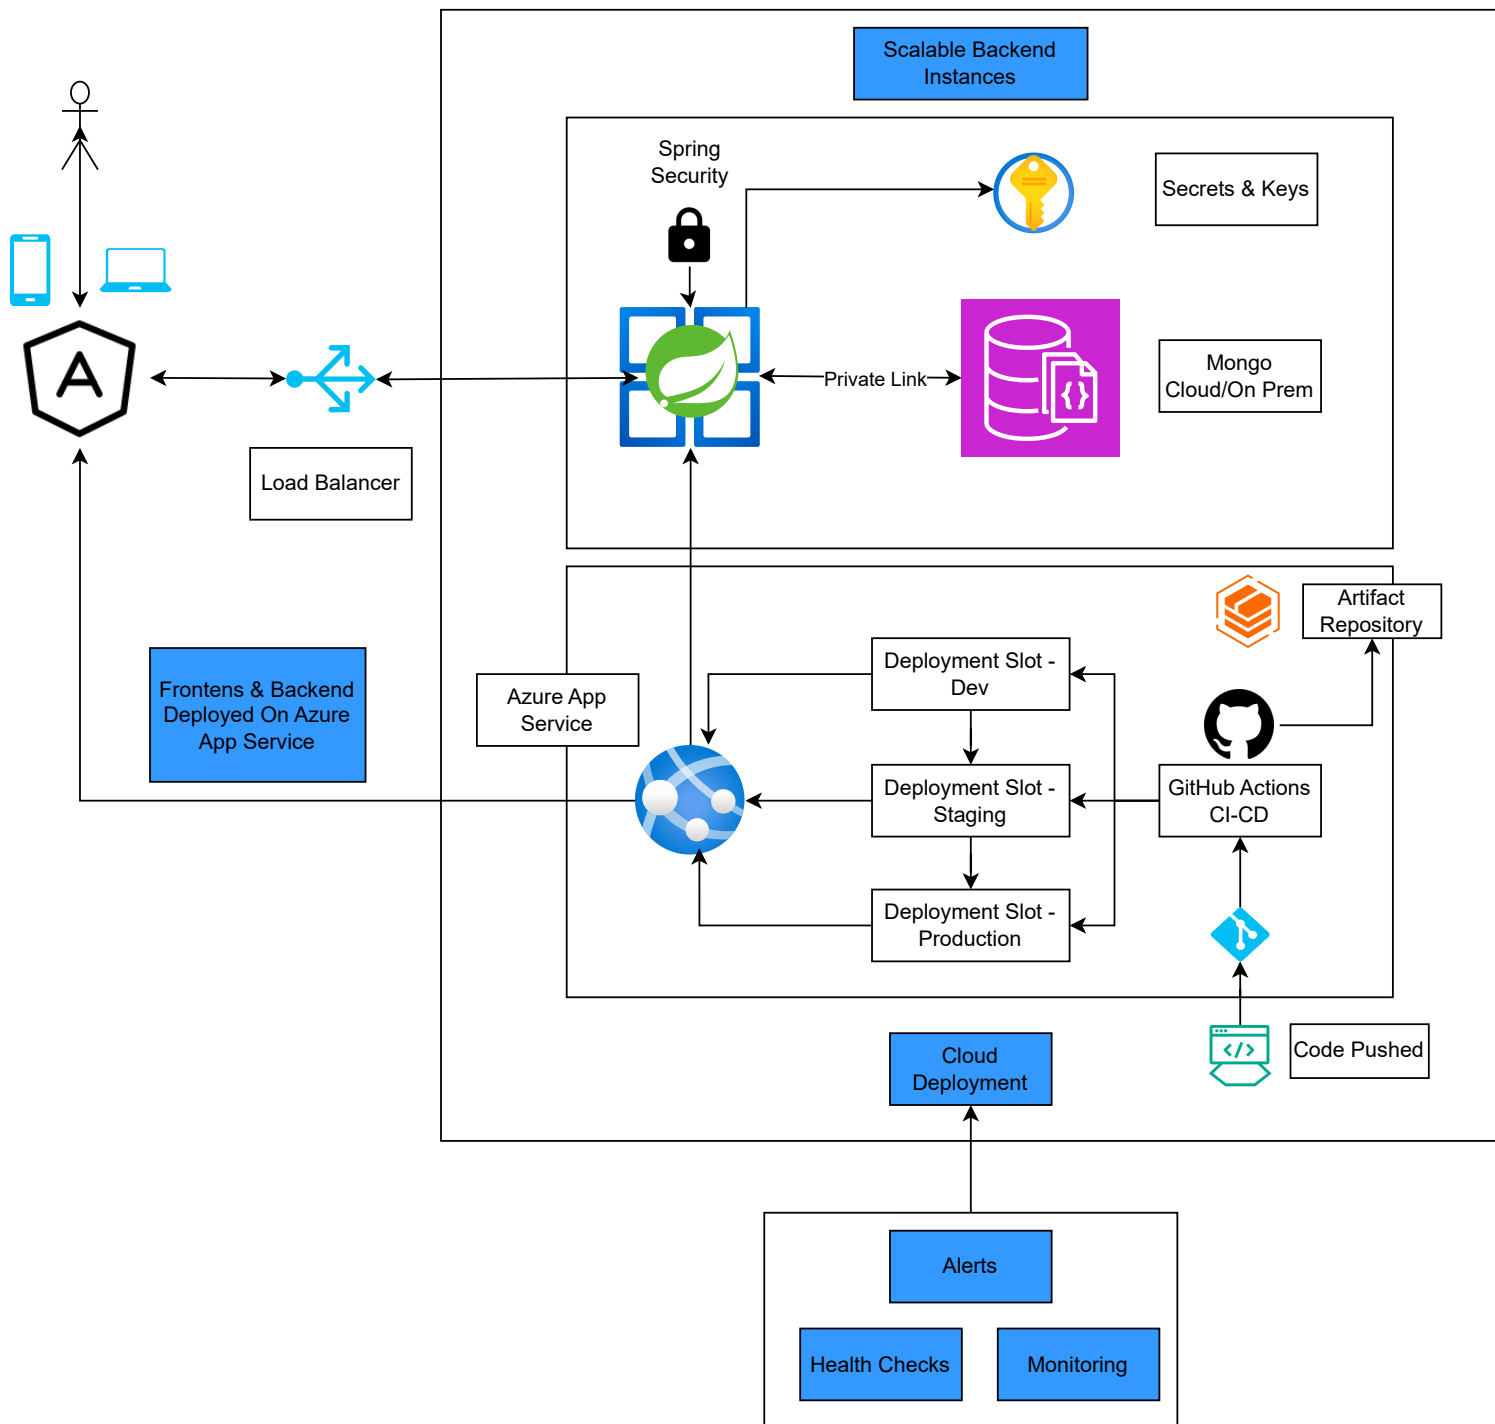 Scalable Backend
Instances
Spring
Security
Secrets & Keys
Private Link
Mongo
Cloud/On Prem
Load Balancer
Artifact
Repository
Frontens & Backend
Deployed On Azure
App Service
Azure App
Service
Deployment Slot -
Dev
Deployment Slot -
Staging
GitHub Actions
CI-CD
Deployment Slot -
Production
Code Pushed
Cloud
Deployment
Alerts
Health Checks
Monitoring